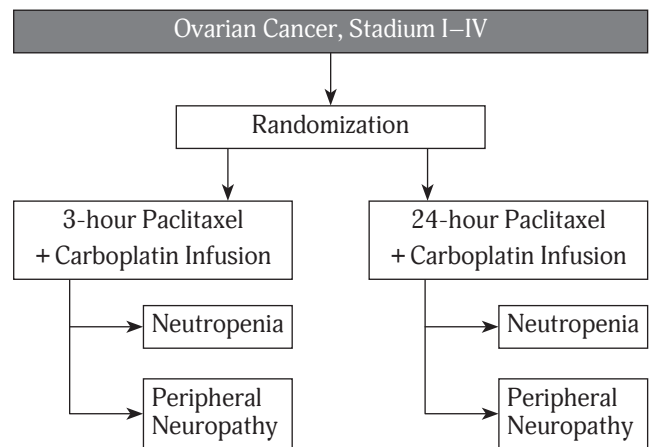 Ovarian Cancer, Stadium I–IV
Randomization
3-hour Paclitaxel
+ Carboplatin Infusion
24-hour Paclitaxel
+ Carboplatin Infusion
Neutropenia
Peripheral
Neuropathy
Neutropenia
Peripheral
Neuropathy